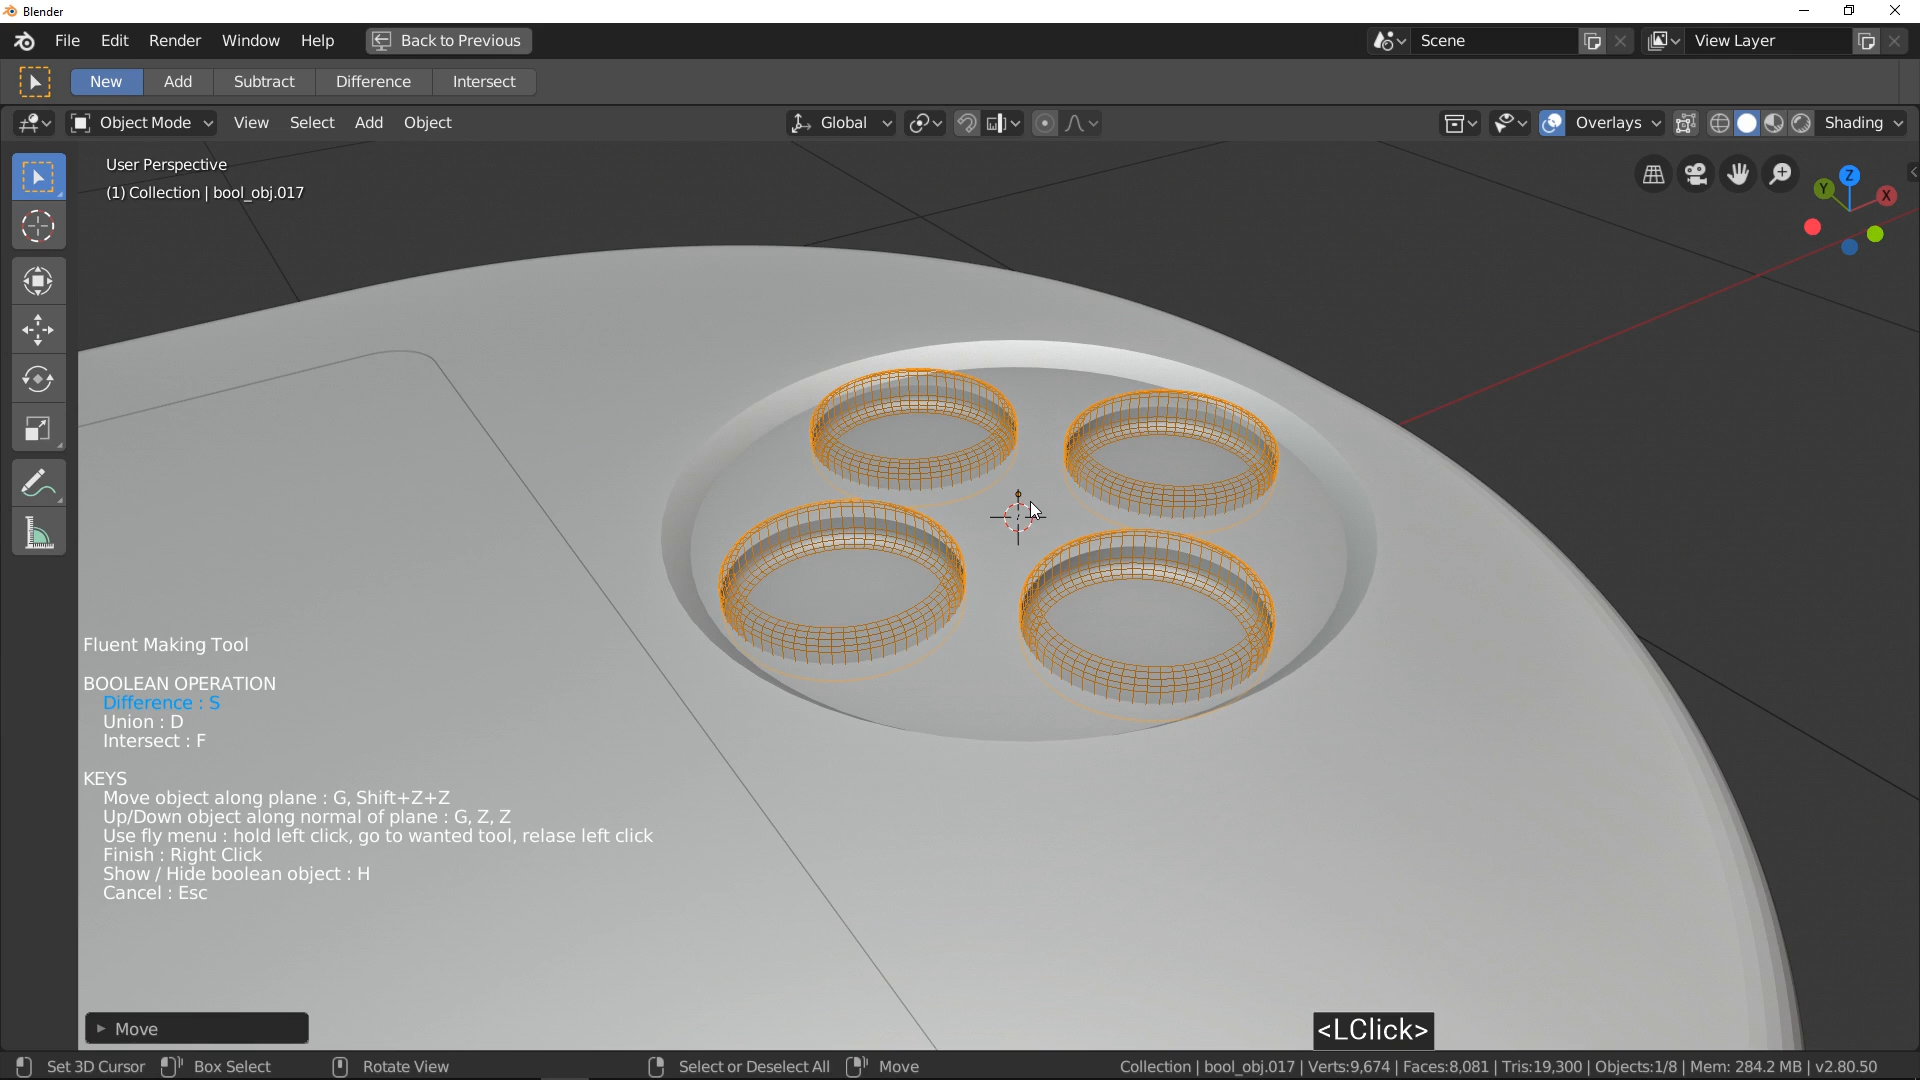 Blender
File Edit Render Window Help Back to Previous Scene View Layer
New Add Subtract Difference Intersect
Object Mode View Select Add Object Global Overlays Shading
User Perspective
(1) Collection | bool_obj.017
Z
Y
X
Fluent Making Tool
BOOLEAN OPERATION
Difference : S
Union : D
Intersect : F
KEYS
Move object along plane : G, Shift+Z+Z
Up/Down object along normal of plane : G, Z, Z
Use fly menu : hold left click, go to wanted tool, relase left click
Finish : Right Click
Show / Hide boolean object : H
Cancel : Esc
Move
<LClick>
Set 3D Cursor Box Select Rotate View Select or Deselect All Move Collection | bool_obj.017 | Verts:9,674 | Faces:8,081 | Tris:19,300 | Objects:1/8 | Mem: 284.2 MB | v2.80.50